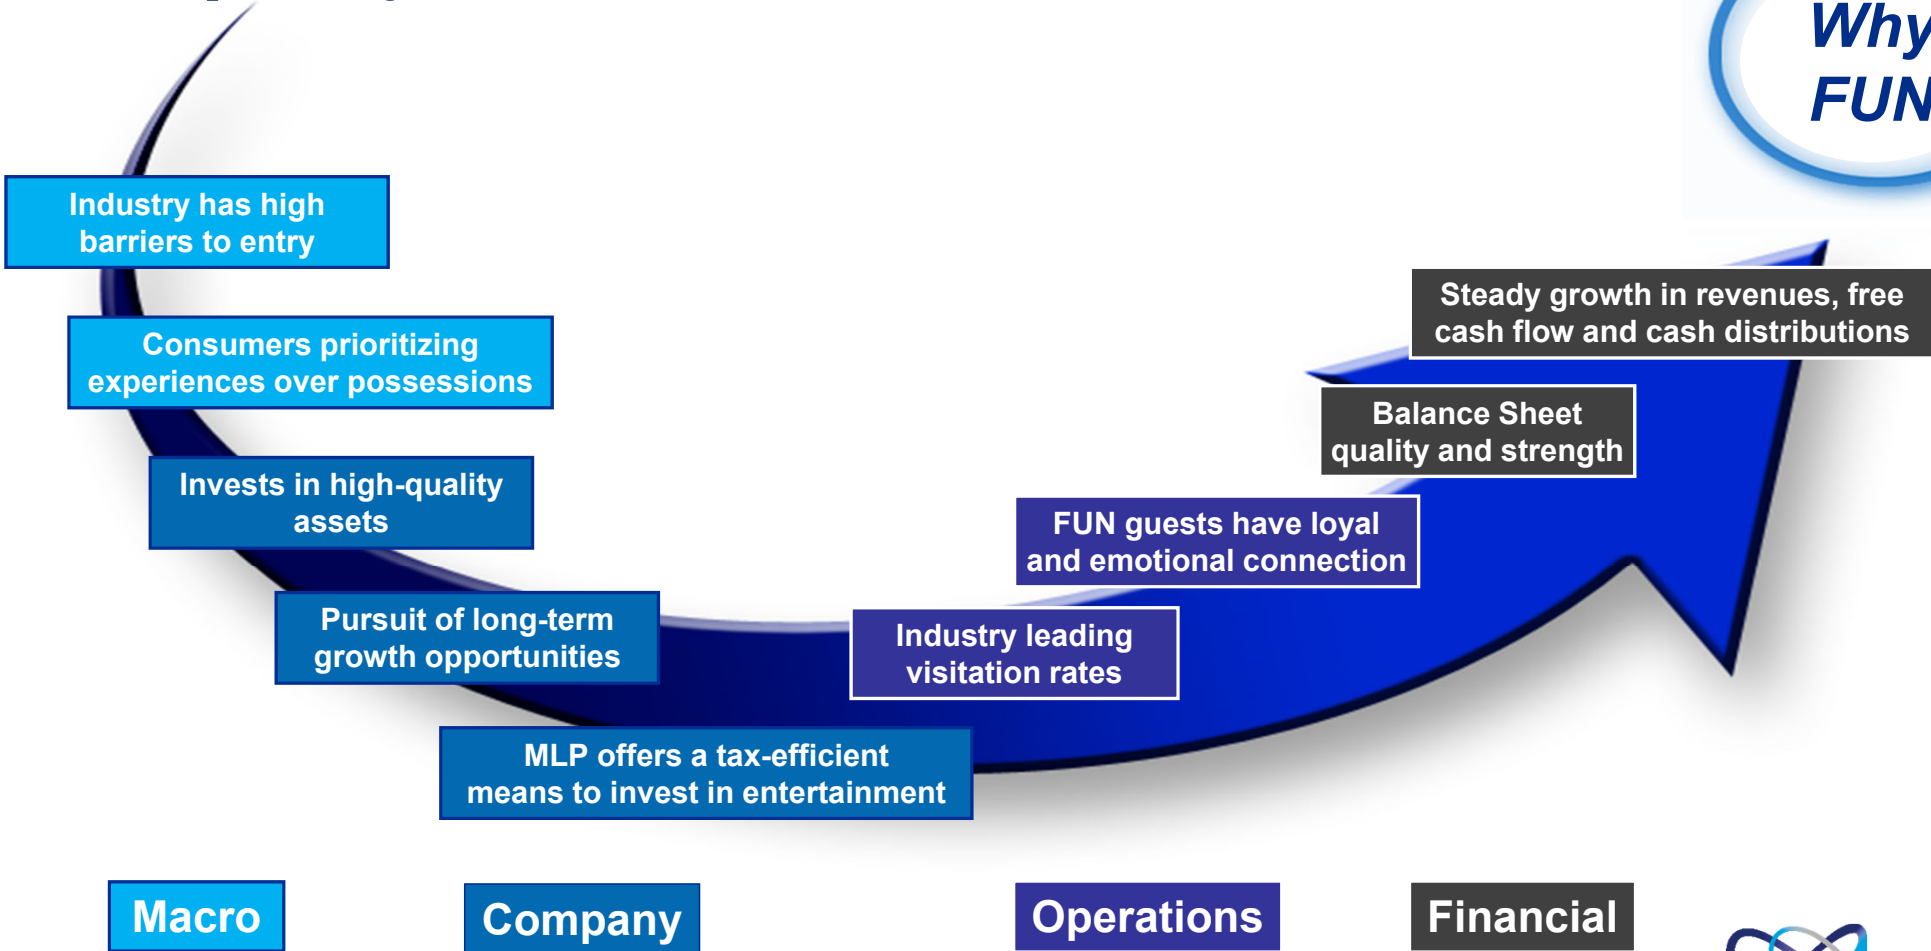 Why
FUN
Industry has high
barriers to entry
Consumers prioritizing
experiences over possessions
Invests in high-quality
assets
Pursuit of long-term
growth opportunities
MLP offers a tax-efficient
means to invest in entertainment
Industry leading
visitation rates
FUN guests have loyal
and emotional connection
Balance Sheet
quality and strength
Steady growth in revenues, free
cash flow and cash distributions
Macro
Company
Operations
Financial